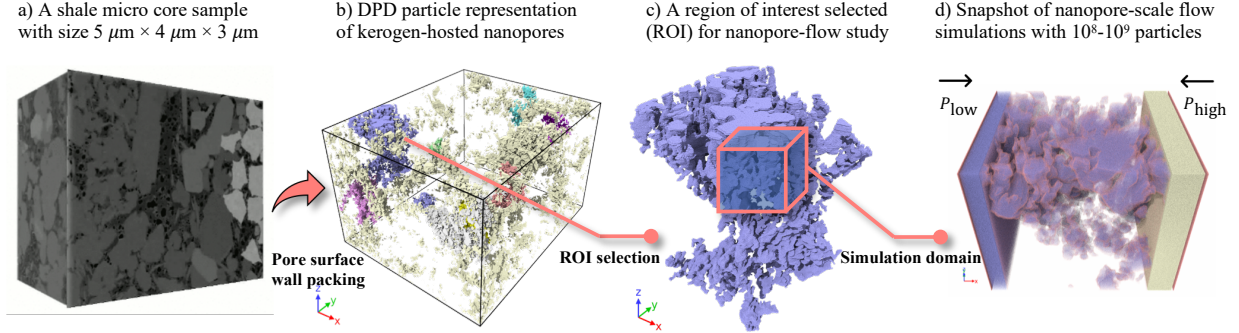 a) A shale micro core sample
with size 5 μm × 4 μm × 3 μm
b) DPD particle representation
of kerogen-hosted nanopores
c) A region of interest selected
(ROI) for nanopore-flow study
d) Snapshot of nanopore-scale flow
simulations with 10⁸-10⁹ particles
P_low
P_high
Pore surface
wall packing
ROI selection
Simulation domain
z
y
x
z
y
x
z
x